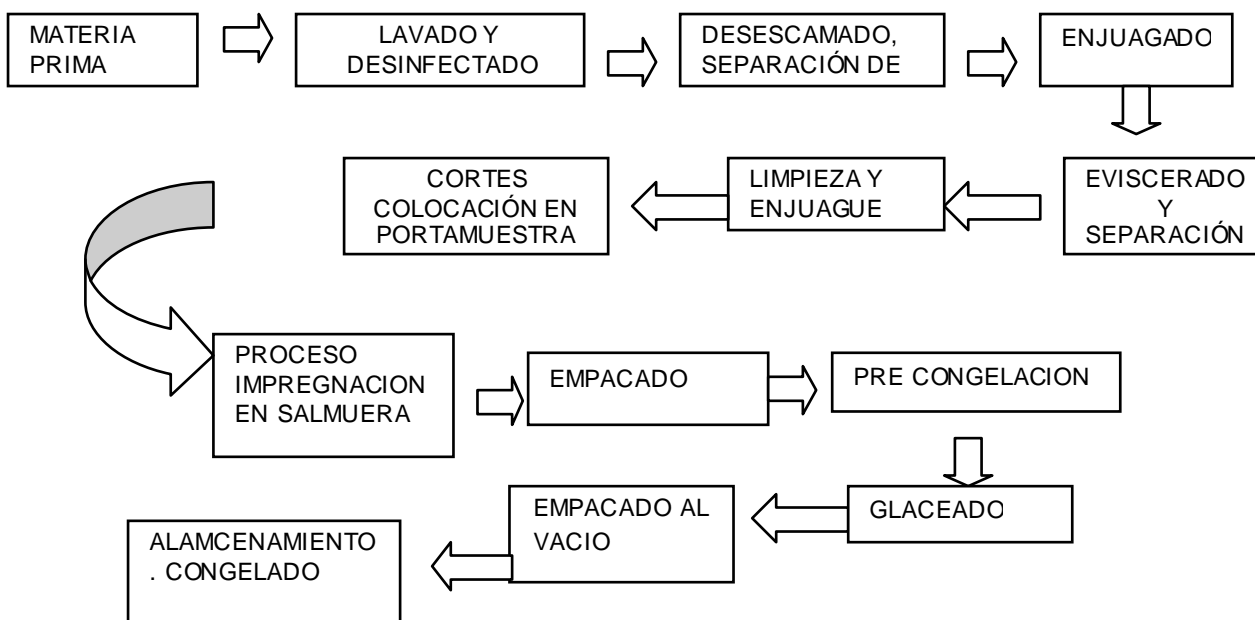 MATERIA
PRIMA
LAVADO Y
DESINFECTADO
DESESCAMADO,
SEPARACIÓN DE
ENJUAGADO
EVISCERADO
Y
SEPARACIÓN
LIMPIEZA Y
ENJUAGUE
CORTES
COLOCACIÓN EN
PORTAMUESTRA
PROCESO
IMPREGNACION
EN SALMUERA
EMPACADO
PRE CONGELACION
GLACEADO
EMPACADO AL
VACIO
ALAMCENAMIENTO
. CONGELADO